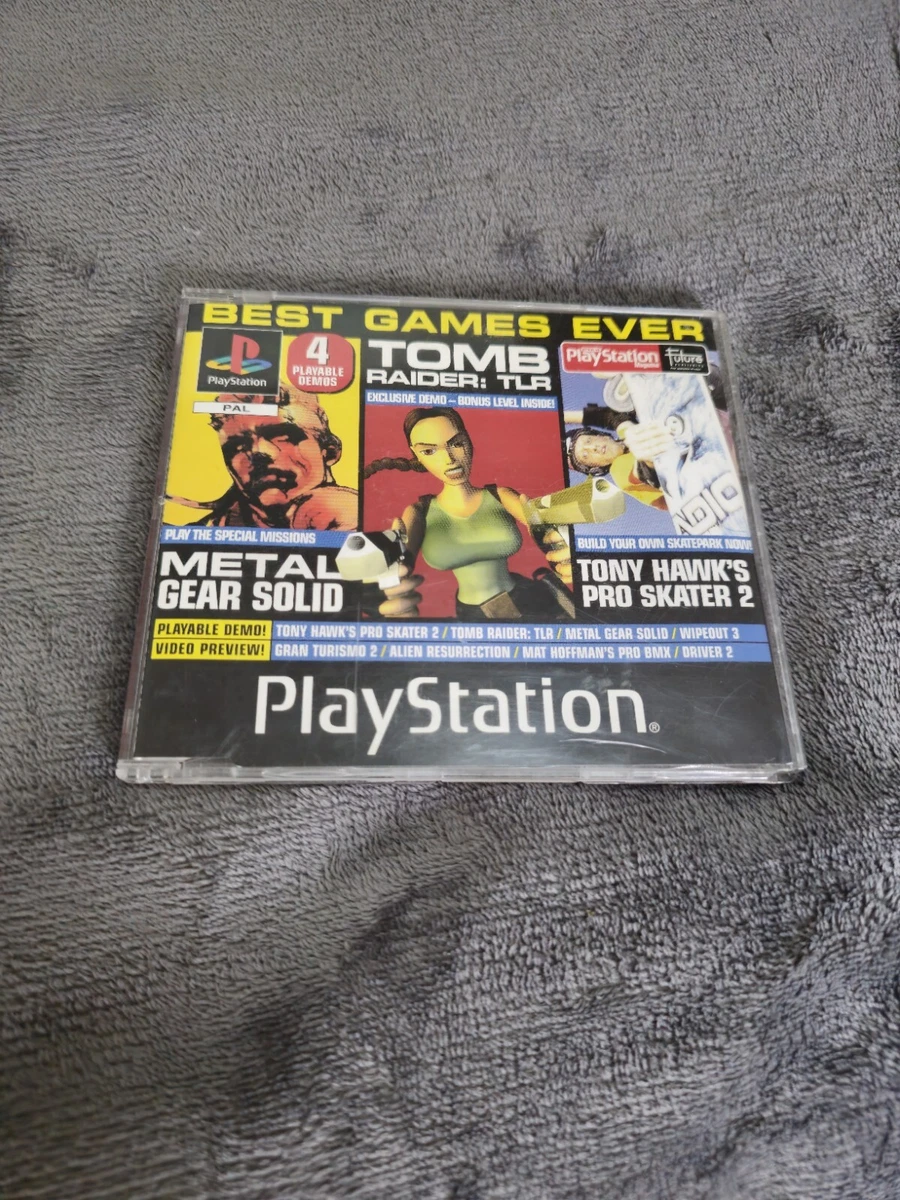 BEST GAMES EVER
PlayStation
PAL
4
PLAYABLE
DEMOS
TOMB
RAIDER: TLR
EXCLUSIVE DEMO – BONUS LEVEL INSIDE!
PlayStation
Magazine
Future
PLAY THE SPECIAL MISSIONS
METAL
GEAR SOLID
ADIO
BUILD YOUR OWN SKATEPARK NOW!
TONY HAWK'S
PRO SKATER 2
PLAYABLE DEMO! TONY HAWK'S PRO SKATER 2 / TOMB RAIDER: TLR / METAL GEAR SOLID / WIPEOUT 3
VIDEO PREVIEW! GRAN TURISMO 2 / ALIEN RESURRECTION / MAT HOFFMAN'S PRO BMX / DRIVER 2
PlayStation®